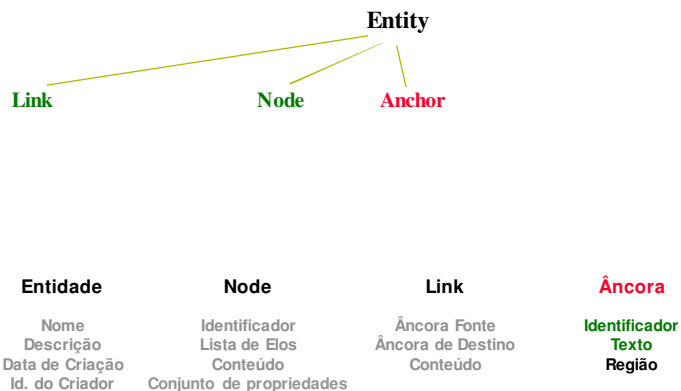 Entity
Link Node Anchor
Entidade Node Link Âncora
Nome Identificador Âncora Fonte Identificador
Descrição Lista de Elos Âncora de Destino Texto
Data de Criação Conteúdo Conteúdo Região
Id. do Criador Conjunto de propriedades